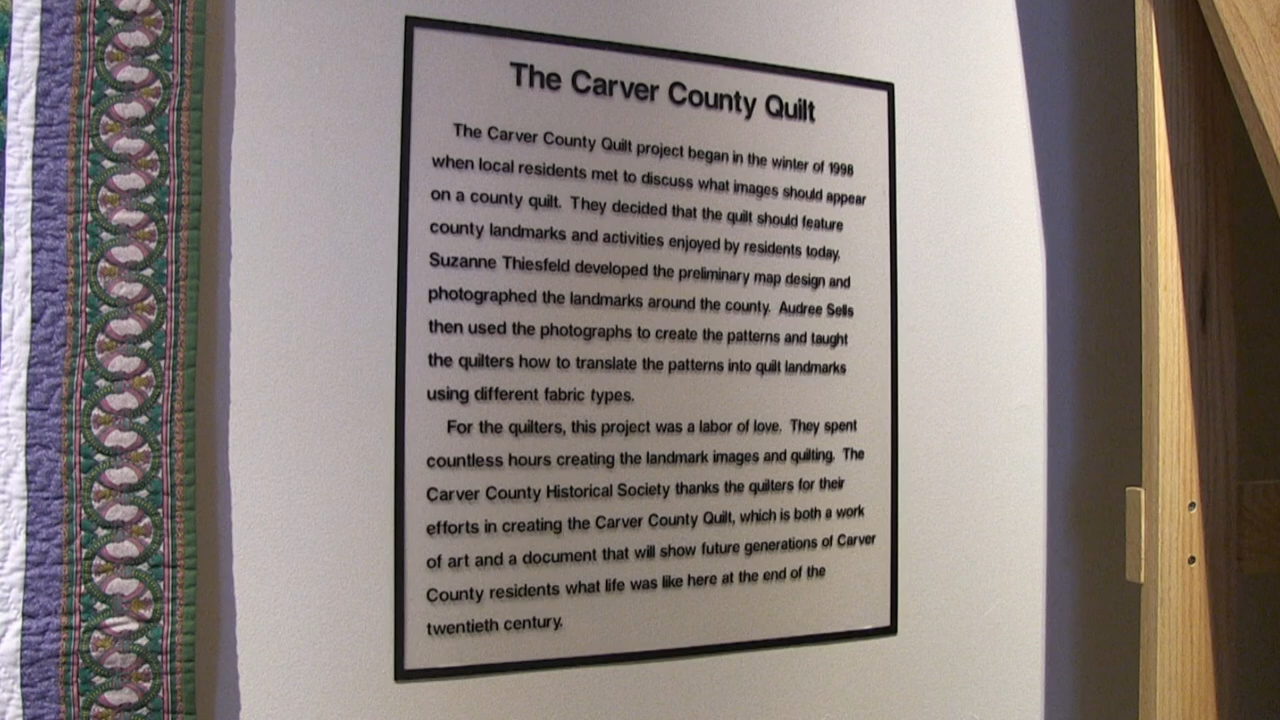 The Carver County Quilt
The Carver County Quilt project began in the winter of 1998
when local residents met to discuss what images should appear
on a county quilt. They decided that the quilt should feature
county landmarks and activities enjoyed by residents today.
Suzanne Thiesfeld developed the preliminary map design and
photographed the landmarks around the county. Audree Sells
then used the photographs to create the patterns and taught
the quilters how to translate the patterns into quilt landmarks
using different fabric types.
For the quilters, this project was a labor of love. They spent
countless hours creating the landmark images and quilting. The
Carver County Historical Society thanks the quilters for their
efforts in creating the Carver County Quilt, which is both a work
of art and a document that will show future generations of Carver
County residents what life was like here at the end of the
twentieth century.